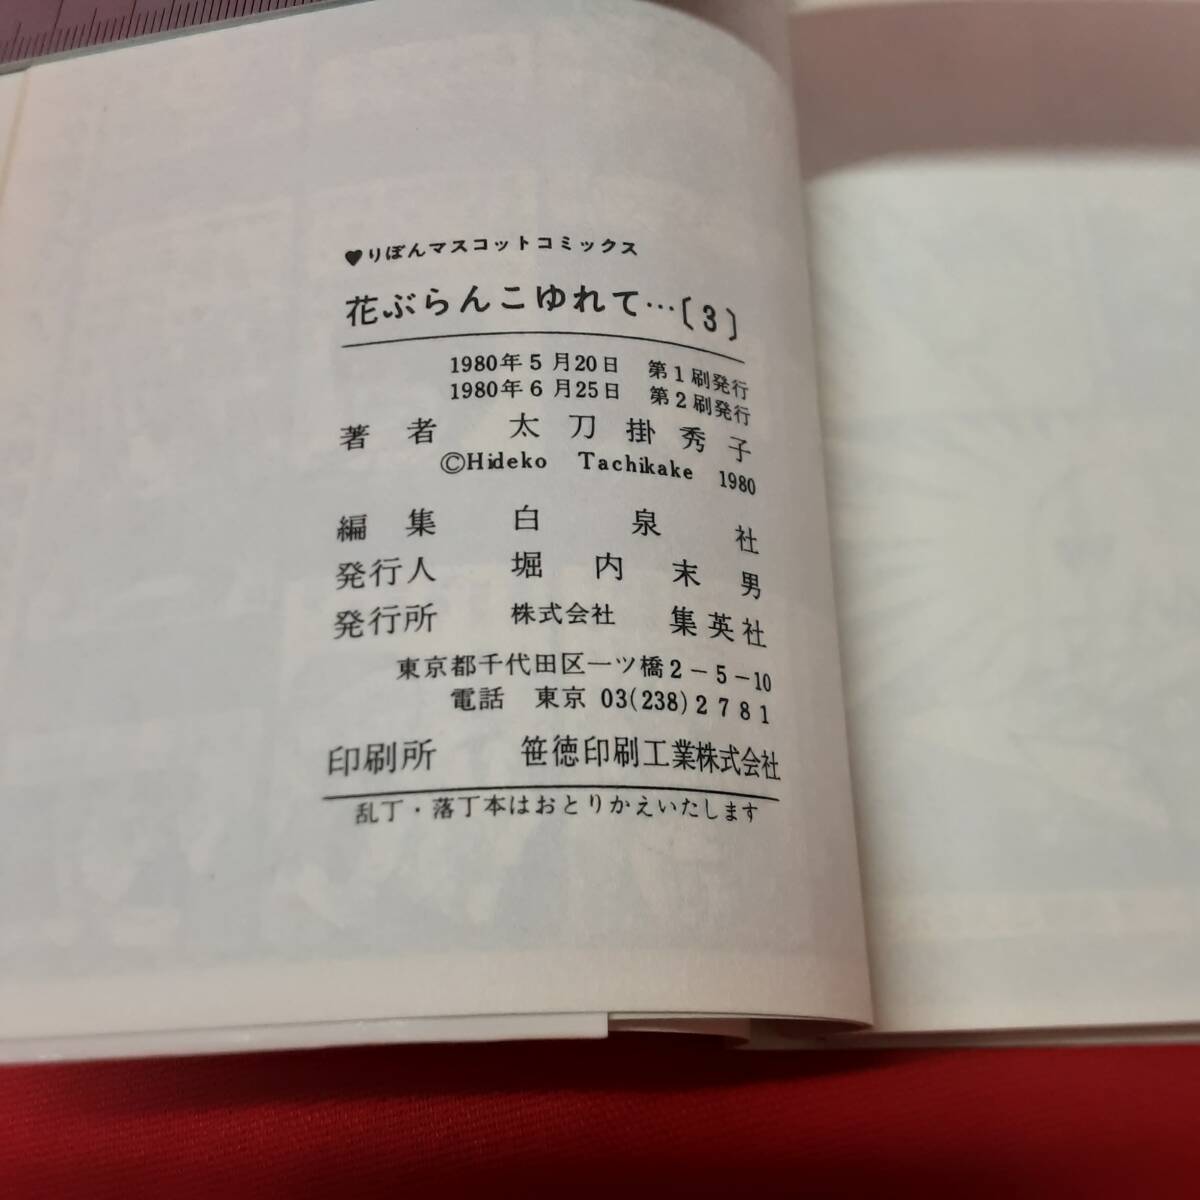 ♥りぼんマスコットコミックス
花ぶらんこゆれて…〔3〕
1980年5月20日 第1刷発行
1980年6月25日 第2刷発行
著者 太刀掛秀子
©Hideko Tachikake 1980
編集 白泉社
発行人 堀内末男
発行所 株式会社 集英社
東京都千代田区一ツ橋2-5-10
電話 東京 03(238)2781
印刷所 笹徳印刷工業株式会社
乱丁・落丁本はおとりかえいたします